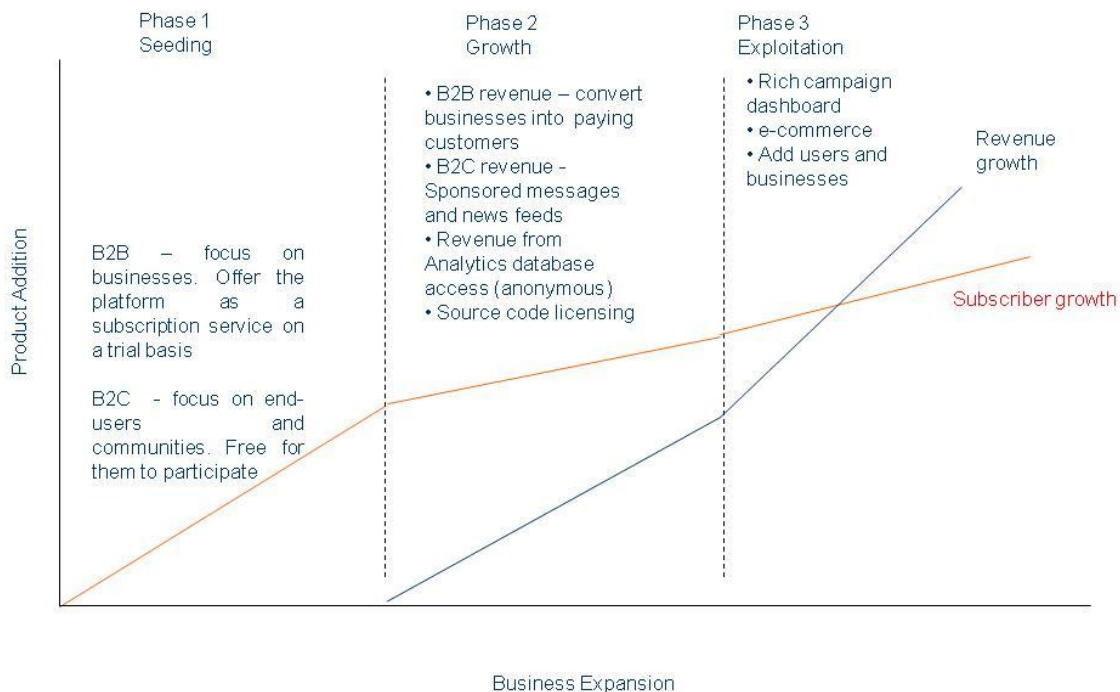 Phase 1
Seeding
Phase 2
Growth
Phase 3
Exploitation
B2B – focus on
businesses. Offer the
platform as a
subscription service on
a trial basis
B2C - focus on end-
users and
communities. Free for
them to participate
• B2B revenue – convert
businesses into paying
customers
• B2C revenue -
Sponsored messages
and news feeds
• Revenue from
Analytics database
access (anonymous)
• Source code licensing
• Rich campaign
dashboard
• e-commerce
• Add users and
businesses
Revenue
growth
Subscriber growth
Product Addition
Business Expansion